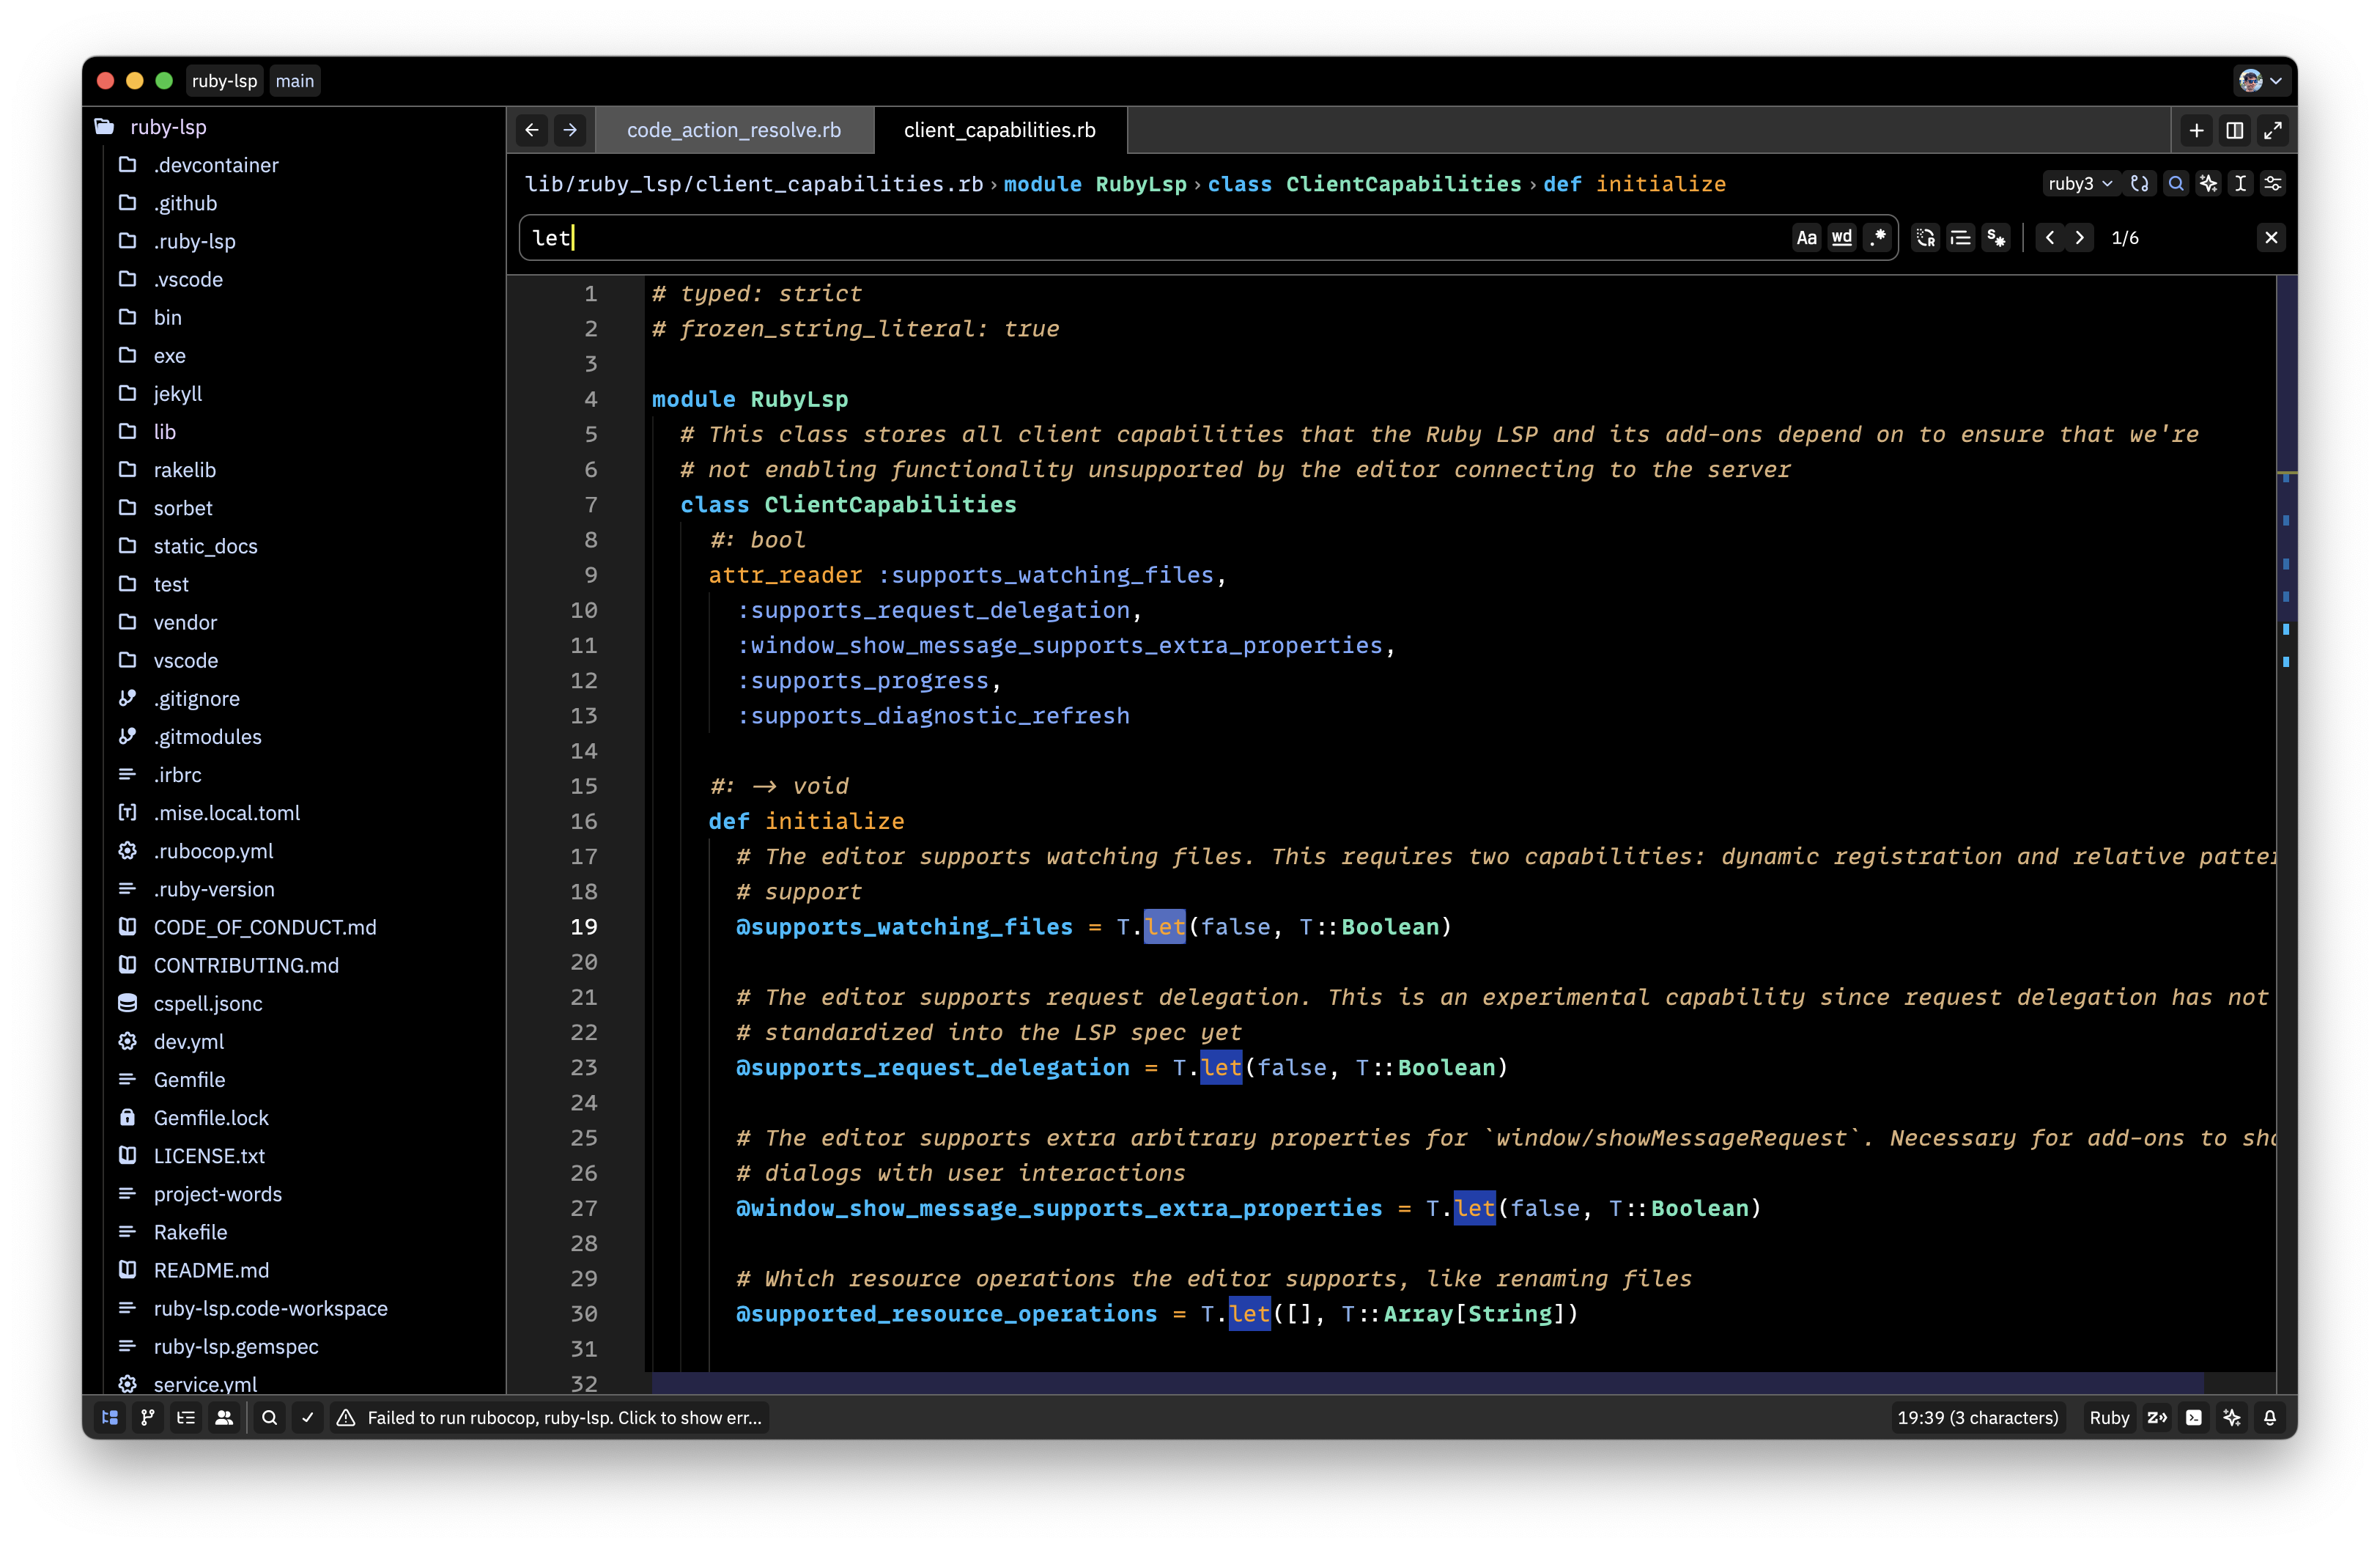 ruby-lsp main
ruby-lsp
.devcontainer
.github
.ruby-lsp
.vscode
bin
exe
jekyll
lib
rakelib
sorbet
static_docs
test
vendor
vscode
.gitignore
.gitmodules
.irbrc
.mise.local.toml
.rubocop.yml
.ruby-version
CODE_OF_CONDUCT.md
CONTRIBUTING.md
cspell.jsonc
dev.yml
Gemfile
Gemfile.lock
LICENSE.txt
project-words
Rakefile
README.md
ruby-lsp.code-workspace
ruby-lsp.gemspec
service.yml
code_action_resolve.rb client_capabilities.rb
lib/ruby_lsp/client_capabilities.rb › module RubyLsp › class ClientCapabilities › def initialize ruby3
let Aa wd .* 1/6
1 # typed: strict
2 # frozen_string_literal: true
3
4 module RubyLsp
5 # This class stores all client capabilities that the Ruby LSP and its add-ons depend on to ensure that we're
6 # not enabling functionality unsupported by the editor connecting to the server
7 class ClientCapabilities
8 #: bool
9 attr_reader :supports_watching_files,
10 :supports_request_delegation,
11 :window_show_message_supports_extra_properties,
12 :supports_progress,
13 :supports_diagnostic_refresh
14
15 #: -> void
16 def initialize
17 # The editor supports watching files. This requires two capabilities: dynamic registration and relative
18 # support
19 @supports_watching_files = T.let(false, T::Boolean)
20
21 # The editor supports request delegation. This is an experimental capability since request delegation has not
22 # standardized into the LSP spec yet
23 @supports_request_delegation = T.let(false, T::Boolean)
24
25 # The editor supports extra arbitrary properties for `window/showMessageRequest`. Necessary for add-ons to
26 # dialogs with user interactions
27 @window_show_message_supports_extra_properties = T.let(false, T::Boolean)
28
29 # Which resource operations the editor supports, like renaming files
30 @supported_resource_operations = T.let([], T::Array[String])
31
32
Failed to run rubocop, ruby-lsp. Click to show err... 19:39 (3 characters) Ruby